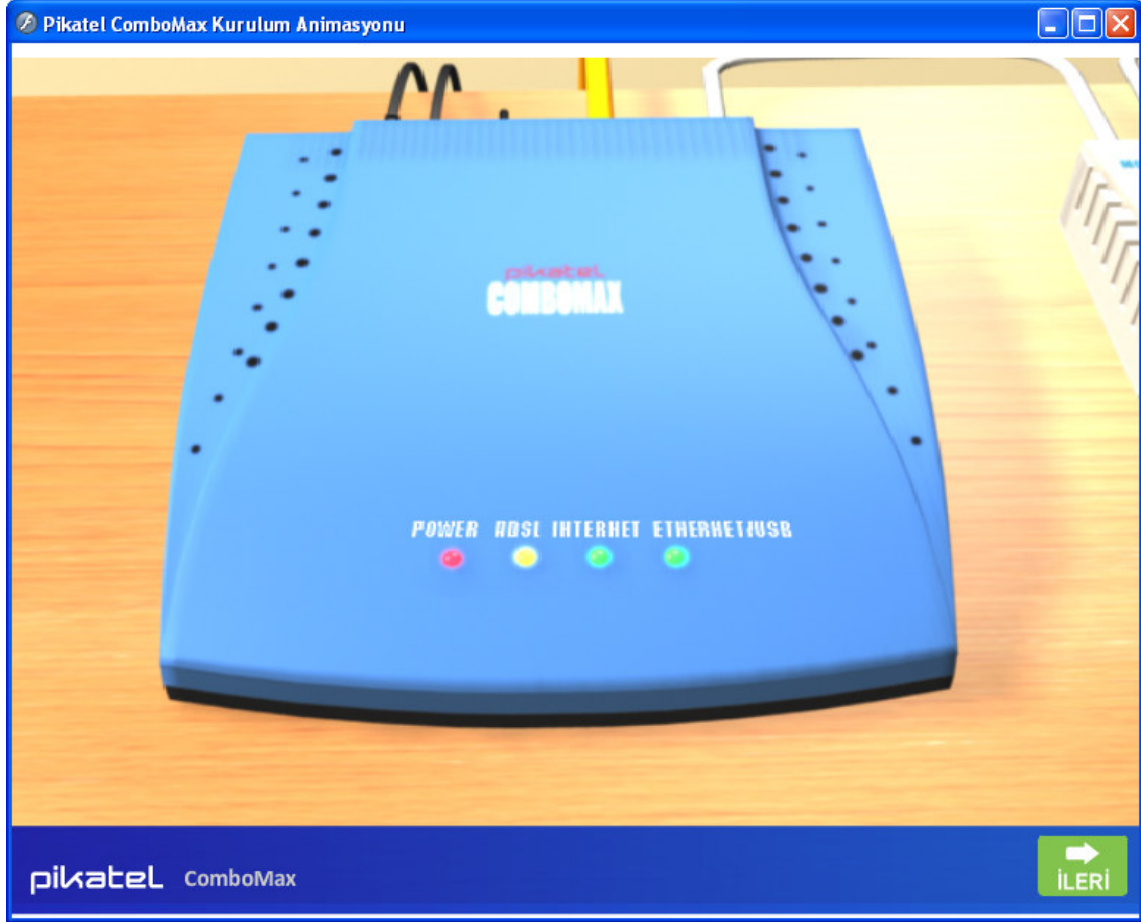 Pikatel ComboMax Kurulum Animasyonu
pikatel
COMBOMAX
POWER ADSL INTERNET ETHERNET/USB
pikatel ComboMax
İLERİ